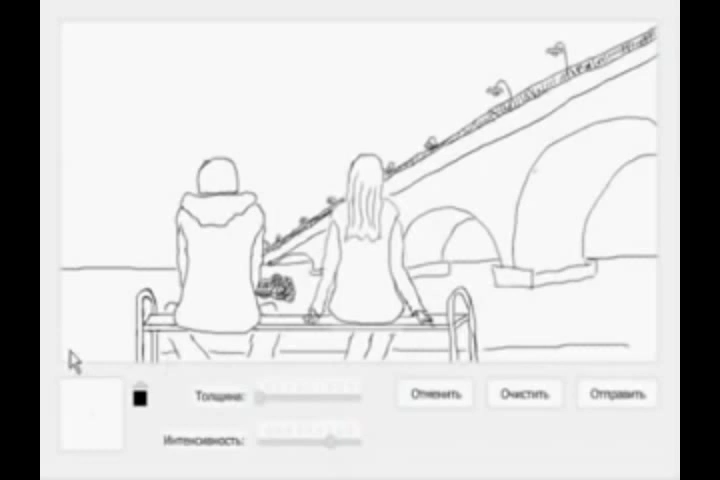 Толщина:
Отменить
Очистить
Отправить
Интенсивность: